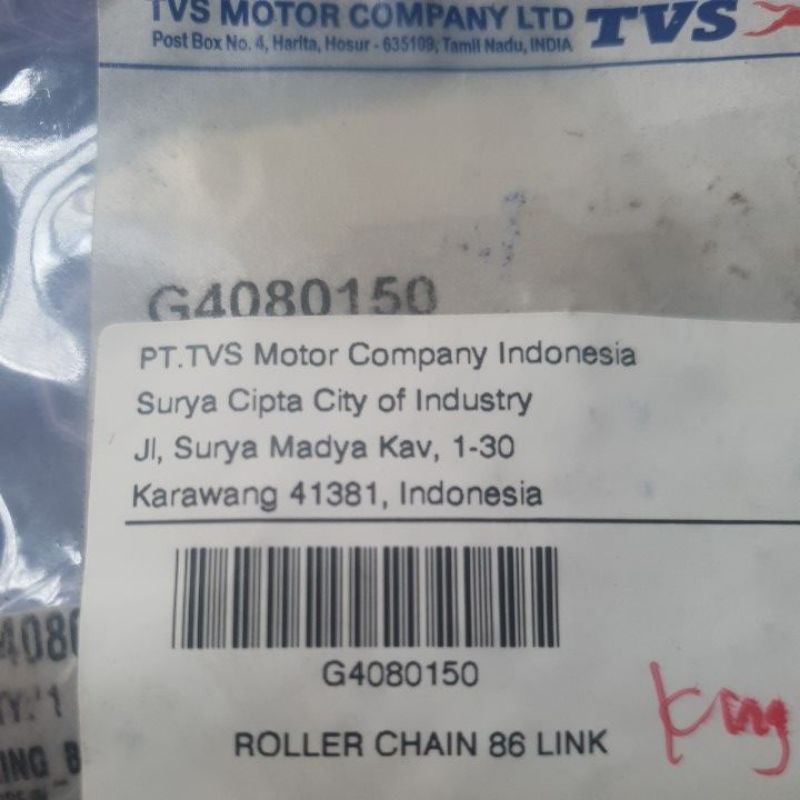 TVS MOTOR COMPANY LTD
TVS
Post Box No. 4, Harita, Hosur - 635109, Tamil Nadu, INDIA
G4080150
PT.TVS Motor Company Indonesia
Surya Cipta City of Industry
Jl, Surya Madya Kav, 1-30
Karawang 41381, Indonesia
G4080150
ROLLER CHAIN 86 LINK